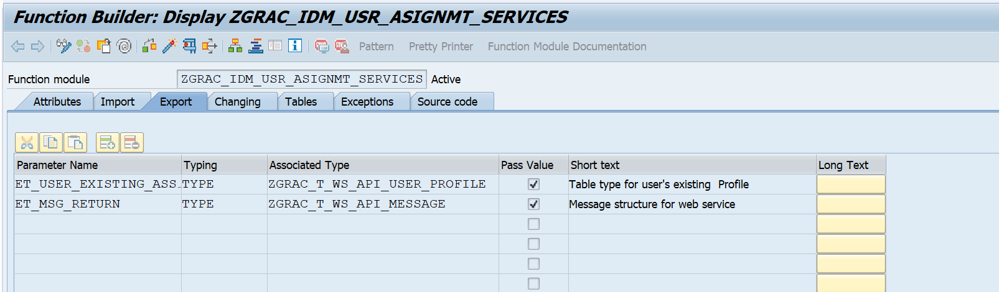 Function Builder: Display ZGRAC_IDM_USR_ASIGNMT_SERVICES
Pattern Pretty Printer Function Module Documentation
Function module ZGRAC_IDM_USR_ASIGNMT_SERVICES Active
Attributes Import Export Changing Tables Exceptions Source code
Parameter Name Typing Associated Type Pass Value Short text Long Text
ET_USER_EXISTING_ASS.. TYPE ZGRAC_T_WS_API_USER_PROFILE Table type for user's existing Profile
ET_MSG_RETURN TYPE ZGRAC_T_WS_API_MESSAGE Message structure for web service